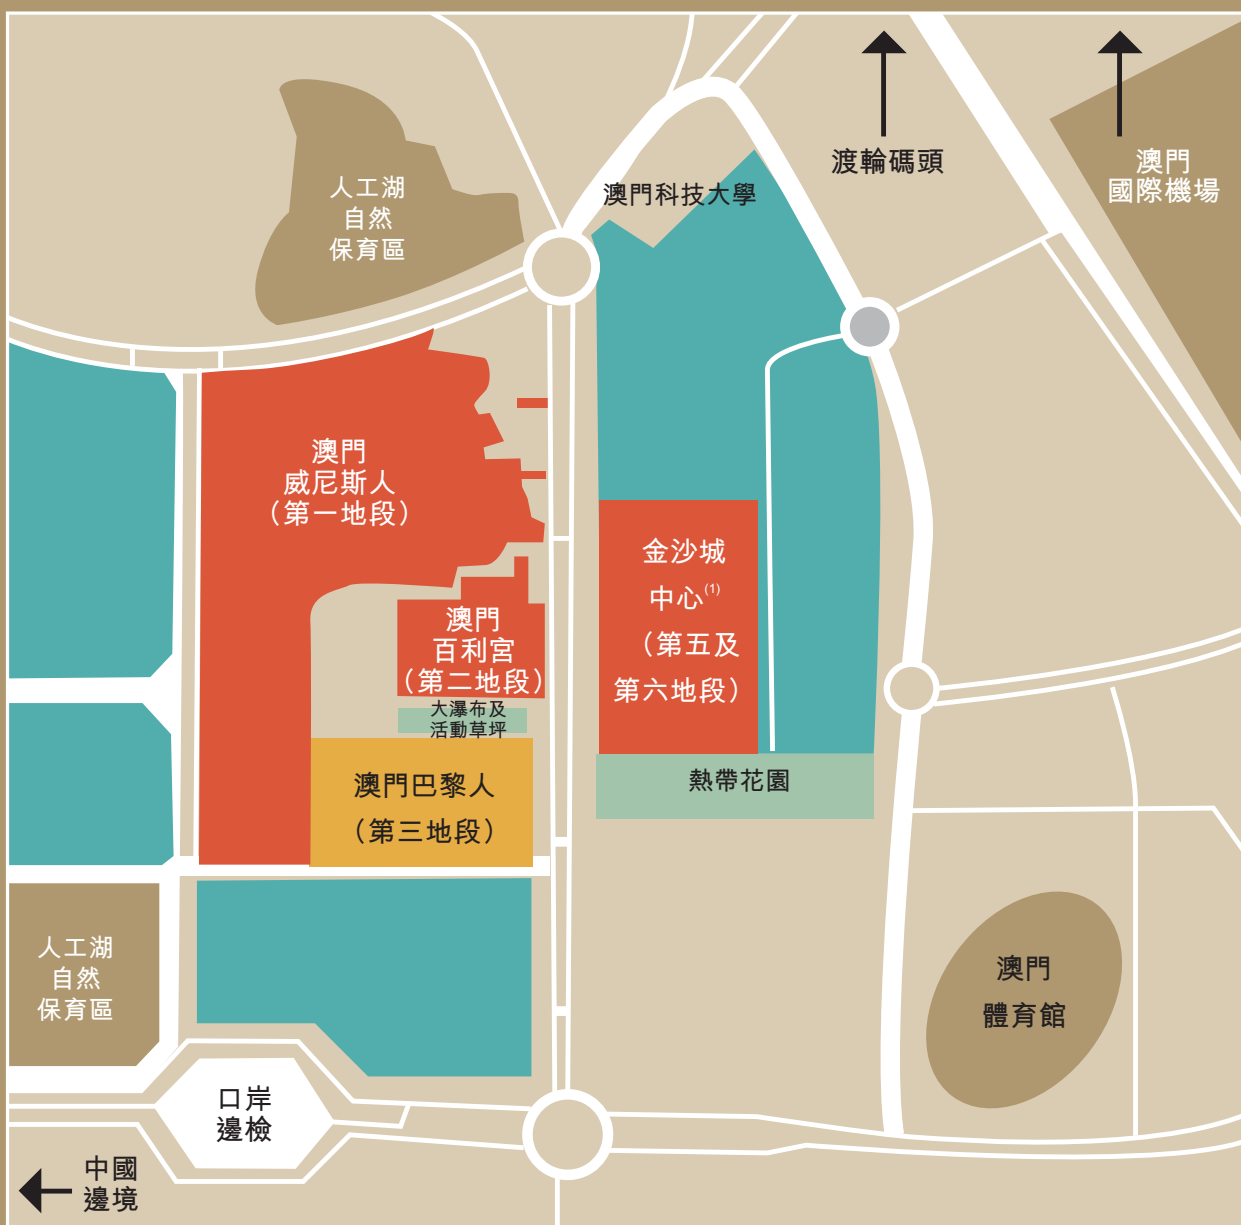 渡輪碼頭
澳門
國際機場
人工湖
自然
保育區
澳門科技大學
澳門
威尼斯人
（第一地段）
金沙城
中心(1)
（第五及
第六地段）
澳門
百利宮
（第二地段）
大瀑布及
活動草坪
澳門巴黎人
（第三地段）
熱帶花園
人工湖
自然
保育區
澳門
體育館
口岸
邊檢
中國
邊境